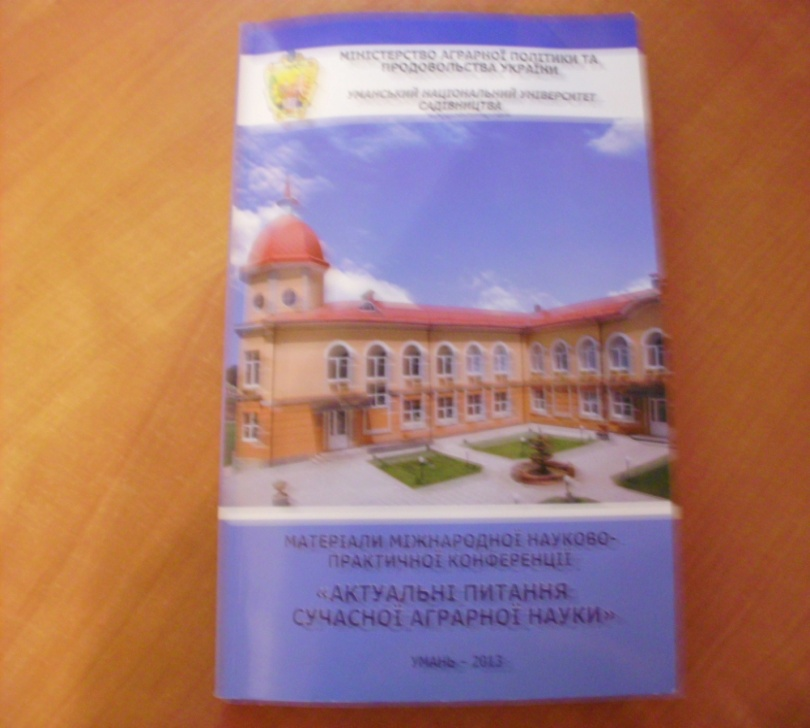 МІНІСТЕРСТВО АГРАРНОЇ ПОЛІТИКИ ТА
ПРОДОВОЛЬСТВА УКРАЇНИ
УМАНСЬКИЙ НАЦІОНАЛЬНИЙ УНІВЕРСИТЕТ
САДІВНИЦТВА
МАТЕРІАЛИ МІЖНАРОДНОЇ НАУКОВО-
ПРАКТИЧНОЇ КОНФЕРЕНЦІЇ
«АКТУАЛЬНІ ПИТАННЯ
СУЧАСНОЇ АГРАРНОЇ НАУКИ»
УМАНЬ - 2013